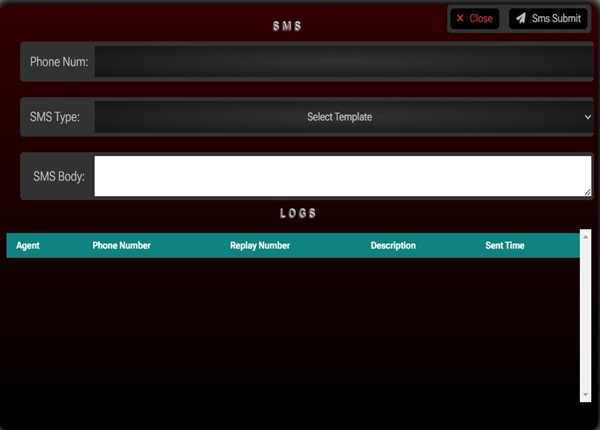 SMS
✕ Close
Sms Submit
Phone Num:
SMS Type:
Select Template
SMS Body:
LOGS
Agent Phone Number Replay Number Description Sent Time